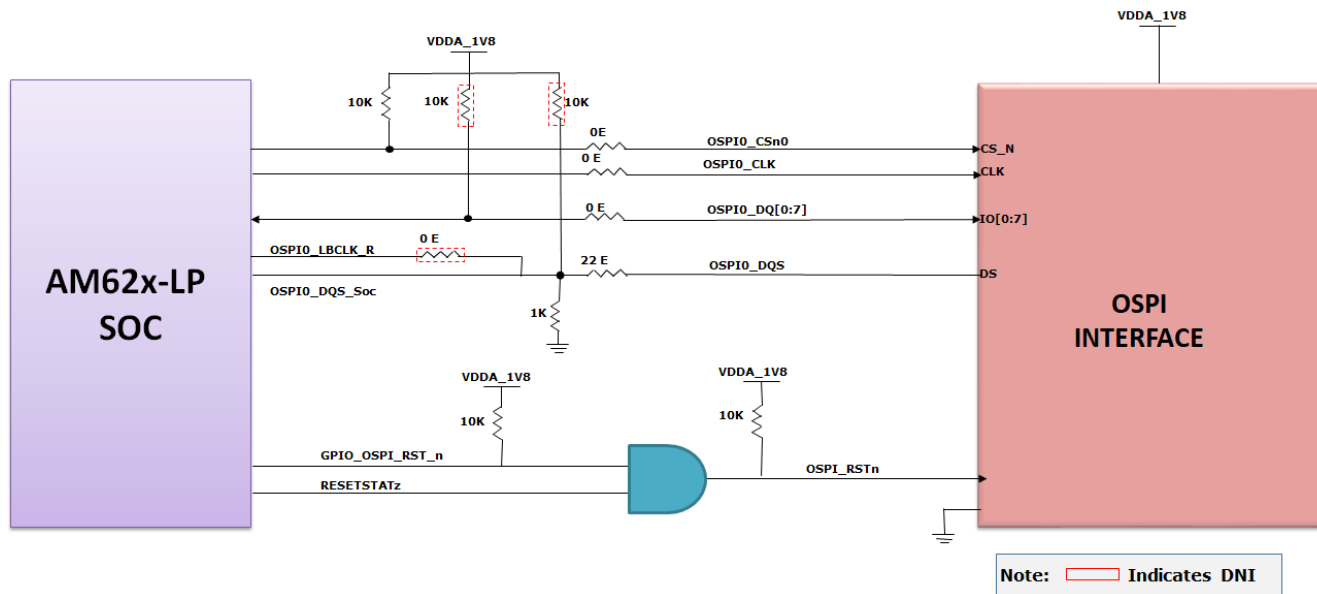 VDDA_1V8
VDDA_1V8
10K
10K
10K
0E
OSPI0_CSn0
CS_N
0 E
OSPI0_CLK
CLK
0 E
OSPI0_DQ[0:7]
IO[0:7]
OSPI0_LBCLK_R
0 E
22 E
OSPI0_DQS
DS
OSPI0_DQS_Soc
AM62x-LP
SOC
1K
OSPI
INTERFACE
VDDA_1V8
VDDA_1V8
10K
10K
GPIO_OSPI_RST_n
OSPI_RSTn
RESETSTATz
Note: Indicates DNI